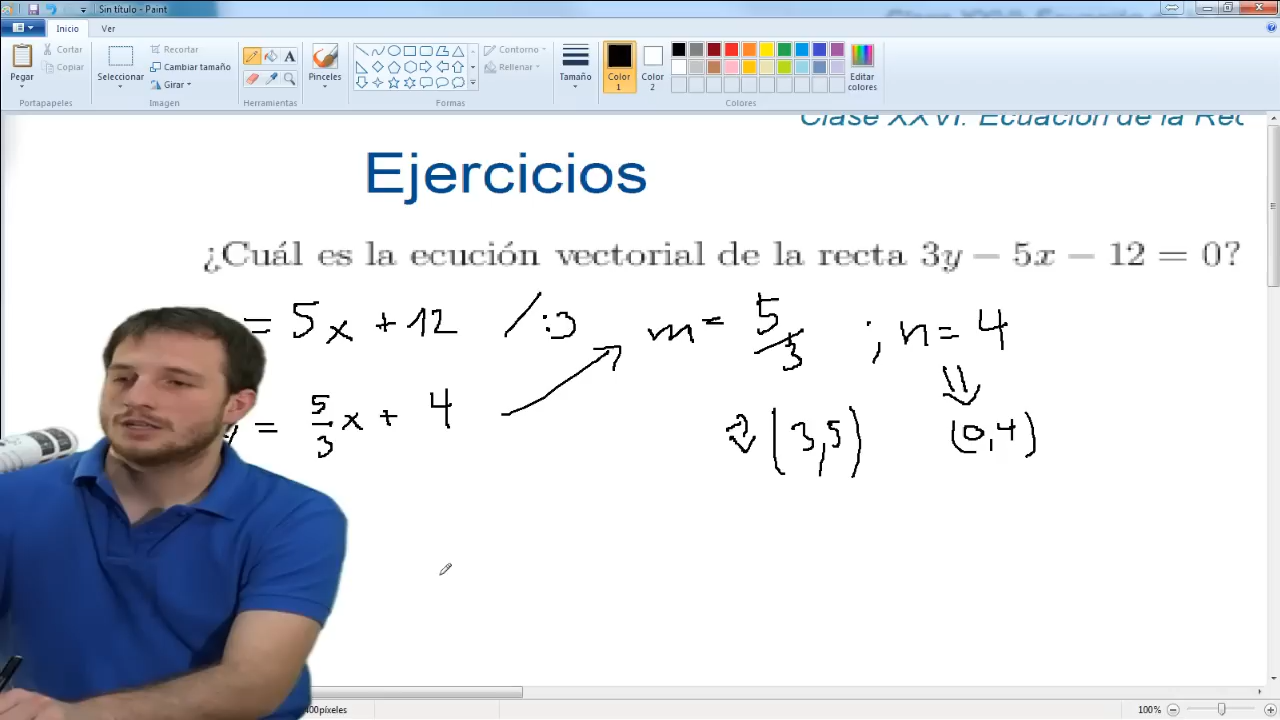 Sin título - Paint
Inicio Ver
Pegar
Portapapeles
Seleccionar
Recortar
Cambiar tamaño
Girar
Imagen
Cortar
Copiar
A
Herramientas
Pinceles
Contorno
Rellenar
Formas
Tamaño
Color 1
Color 2
Editar colores
Colores
Clase XXVI: Ecuación de la Rec
Ejercicios
¿Cuál es la ecución vectorial de la recta 3y − 5x − 12 = 0?
= 5x + 12 / :3 m = 5/3 ; n = 4
y = 5/3 x + 4 (3,5) (0,4)
00píxeles
100%